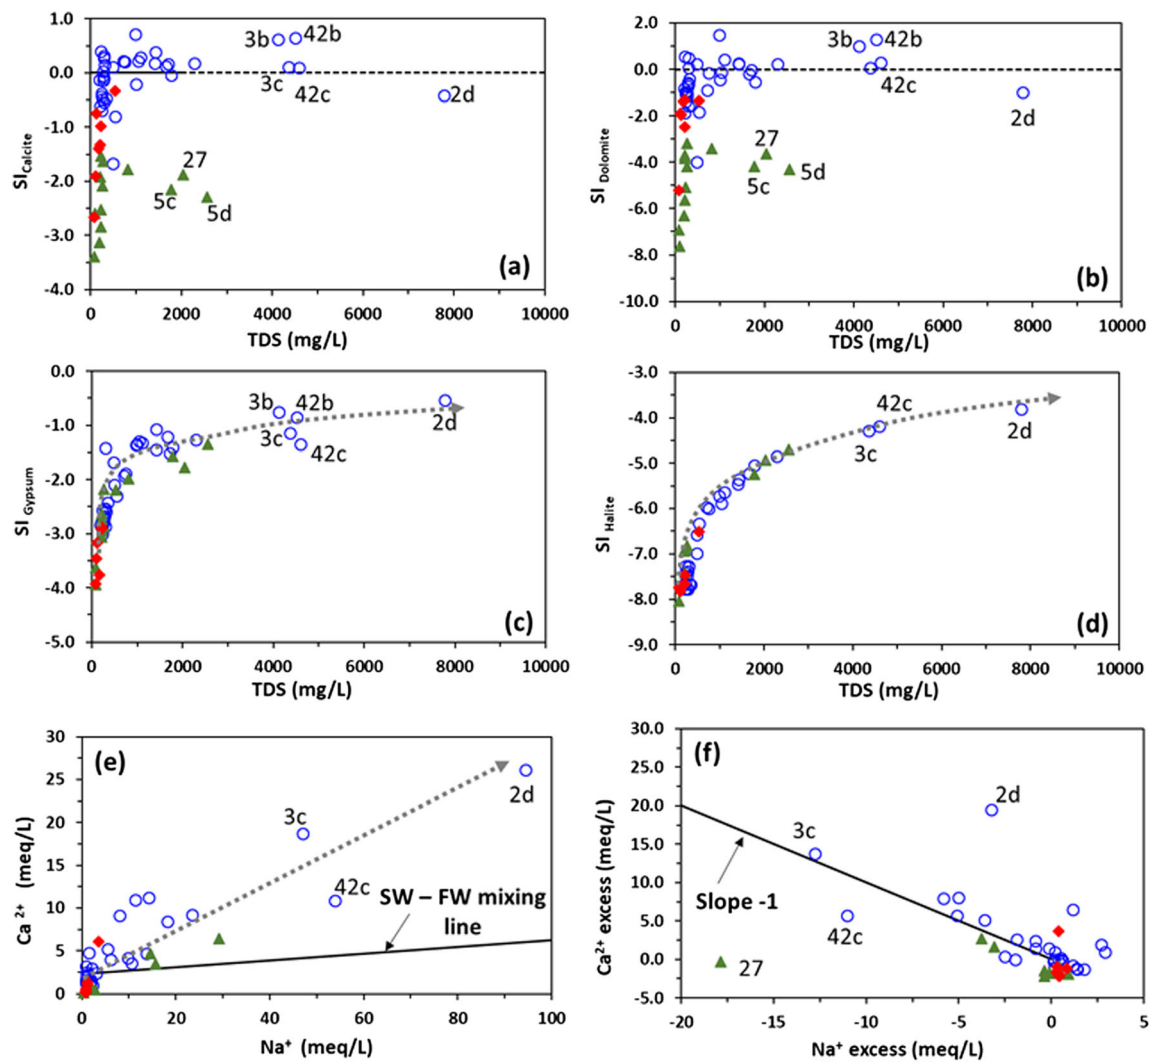 1.0
0.0
-1.0
-2.0
-3.0
-4.0
SI Calcite
3b
42b
3c
42c
2d
27
5c
5d
(a)
0
2000
4000
6000
8000
10000
TDS (mg/L)
2.0
0.0
-2.0
-4.0
-6.0
-8.0
-10.0
SI Dolomite
3b
42b
42c
2d
27
5c
5d
(b)
0
2000
4000
6000
8000
10000
TDS (mg/L)
0.0
-1.0
-2.0
-3.0
-4.0
-5.0
SI Gypsum
3b
42b
3c
42c
2d
(c)
0
2000
4000
6000
8000
10000
TDS (mg/L)
-3.0
-4.0
-5.0
-6.0
-7.0
-8.0
-9.0
SI Halite
42c
3c
2d
(d)
0
2000
4000
6000
8000
10000
TDS (mg/L)
30
25
20
15
10
5
0
Ca 2+ (meq/L)
(e)
3c
2d
42c
SW – FW mixing
line
0
20
40
60
80
100
Na+ (meq/L)
30.0
25.0
20.0
15.0
10.0
5.0
0.0
-5.0
Ca2+ excess (meq/L)
(f)
2d
3c
Slope -1
42c
27
-20
-15
-10
-5
0
5
Na+ excess (meq/L)